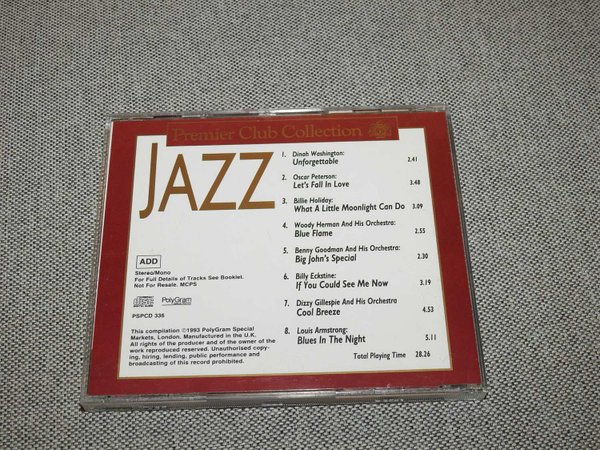 Premier Club Collection
JAZZ
1. Dinah Washington:
Unforgettable 2.41
2. Oscar Peterson:
Let's Fall In Love 3.48
3. Billie Holiday:
What A Little Moonlight Can Do 3.09
4. Woody Herman And His Orchestra:
Blue Flame 2.55
5. Benny Goodman And His Orchestra:
Big John's Special 2.30
6. Billy Eckstine:
If You Could See Me Now 3.19
7. Dizzy Gillespie And His Orchestra
Cool Breeze 4.53
8. Louis Armstrong:
Blues In The Night 5.11
Total Playing Time 28.26
ADD
Stereo/Mono
For Full Details of Tracks See Booklet.
Not For Resale. MCPS
PolyGram
PSPCD 336
This compilation ©1993 PolyGram Special
Markets, London. Manufactured in the U.K.
All rights of the producer and of the owner of the
work reproduced reserved. Unauthorised copy-
ing, hiring, lending, public performance and
broadcasting of this record prohibited.